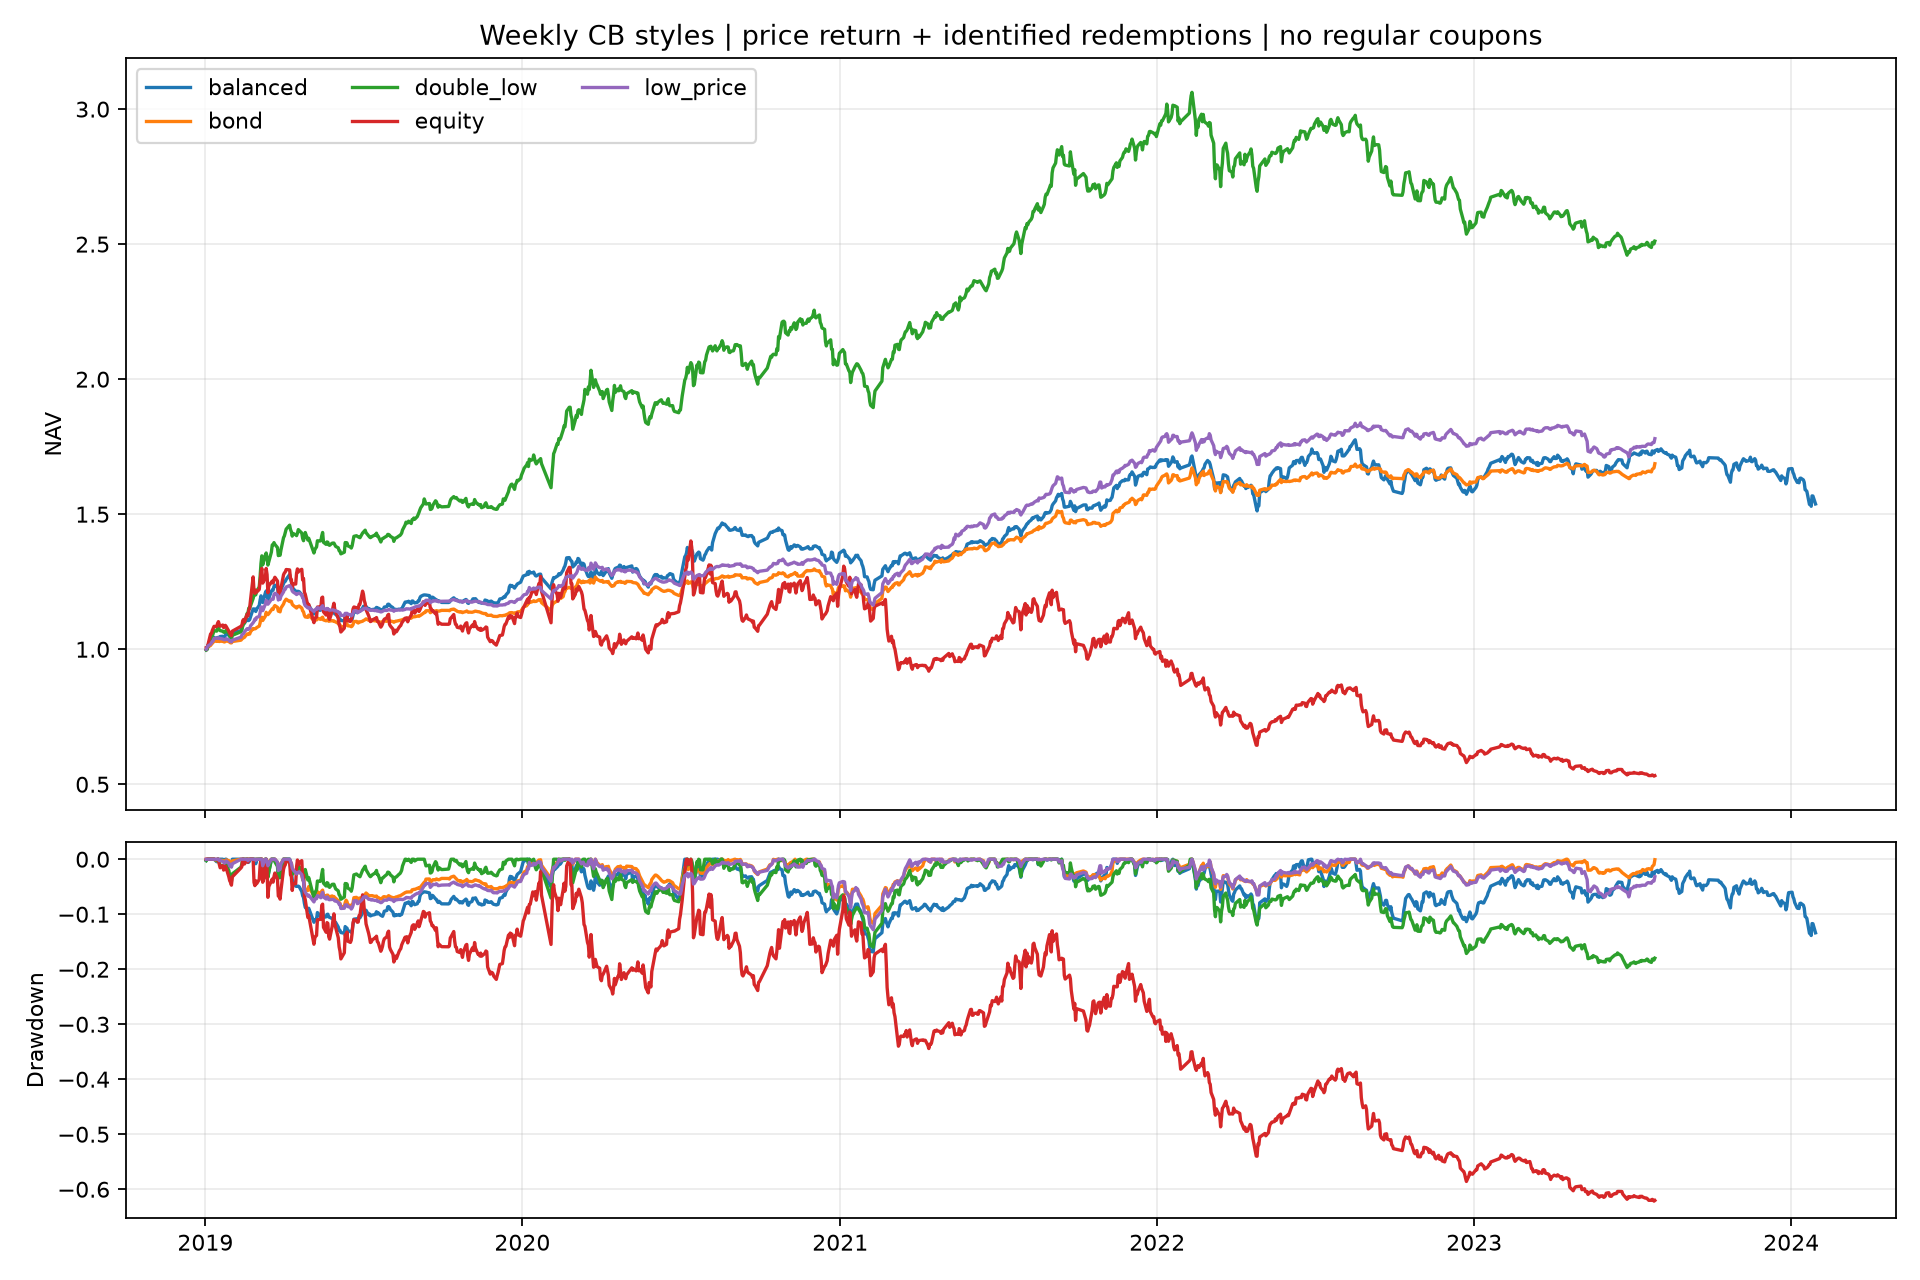 Weekly CB styles | price return + identified redemptions | no regular coupons
balanced double_low low_price
bond equity
NAV
3.0
2.5
2.0
1.5
1.0
0.5
Drawdown
0.0
−0.1
−0.2
−0.3
−0.4
−0.5
−0.6
2019 2020 2021 2022 2023 2024